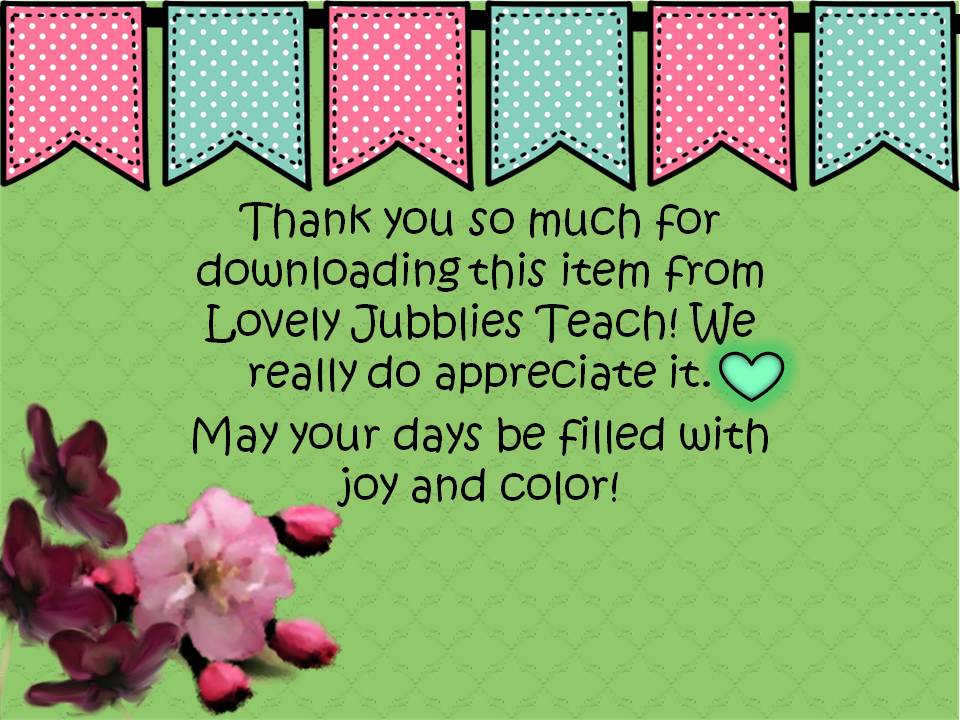 Thank you so much for
downloading this item from
Lovely Jubblies Teach! We
really do appreciate it.
May your days be filled with
joy and color!